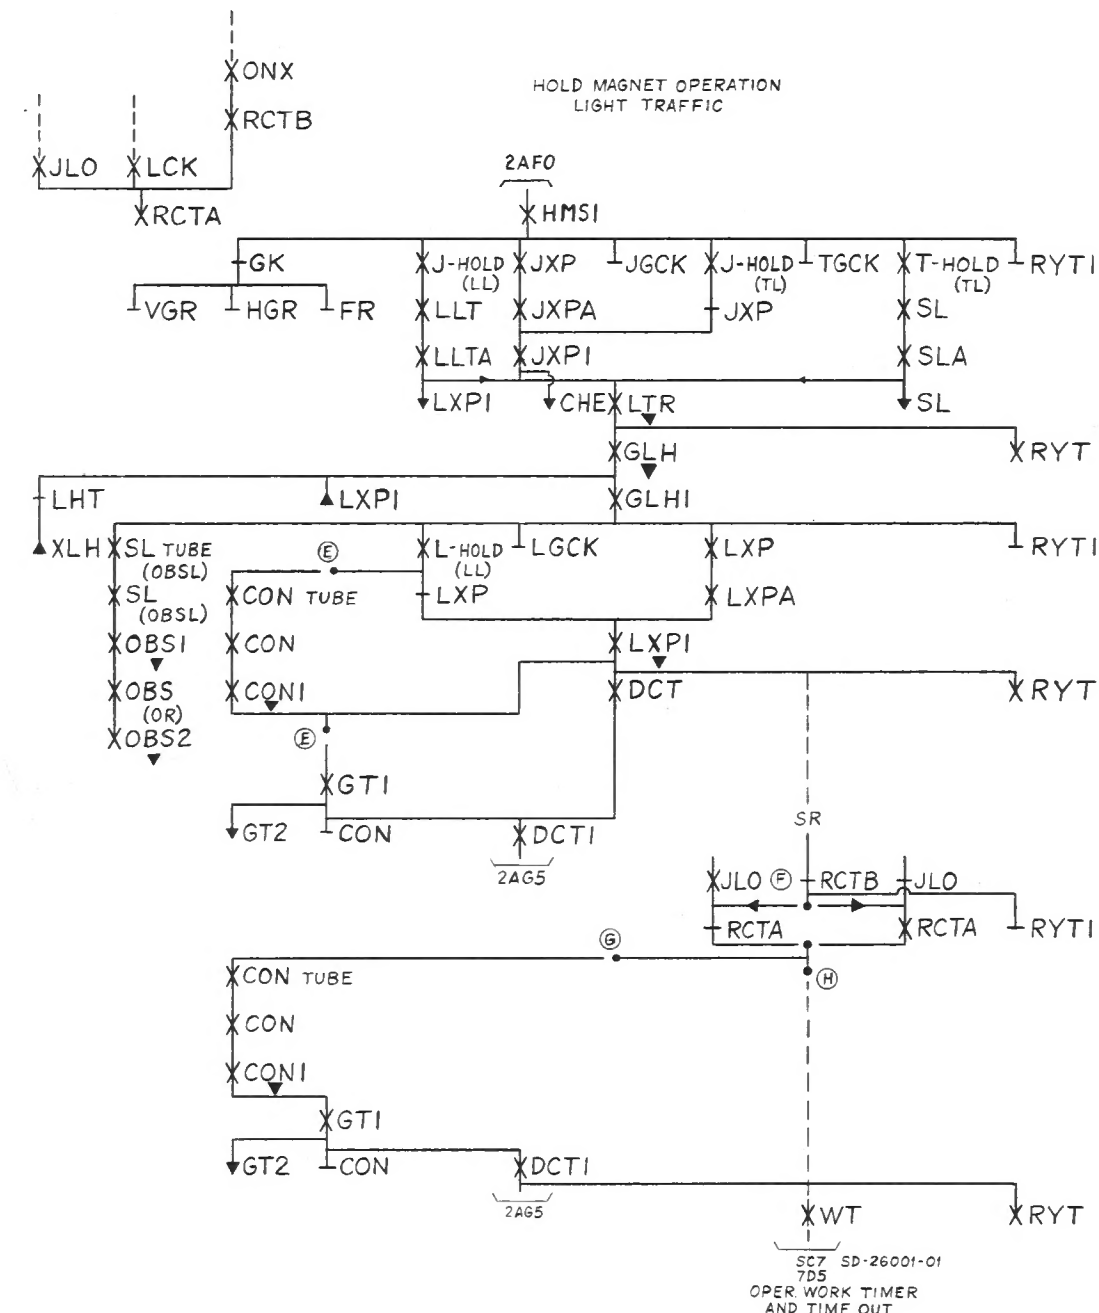 ONX
HOLD MAGNET OPERATION
LIGHT TRAFFIC
RCTB
JLO LCK
2AF0
RCTA
HMS1
GK J-HOLD (LL) JXP JGCK J-HOLD (TL) TGCK T-HOLD (TL) RYT1
VGR HGR FR LLT JXPA JXP SL
LLTA JXP1 SLA
LXP1 CHE LTR SL
GLH RYT
LHT LXP1 GLH1
XLH SL TUBE (OBSL) E L-HOLD (LL) LGCK LXP RYT1
SL (OBSL) CON TUBE LXP LXPA
OBS1 CON LXP1
OBS (OR) CON1 DCT RYT
OBS2 E
GT1
SR
GT2 CON DCT1
2AG5
JLO F RCTB JLO
RCTA RCTA RYT1
G
CON TUBE H
CON
CON1
GT1
GT2 CON DCT1
2AG5 WT RYT
SC7 SD-26001-01
7D5
OPER. WORK TIMER
AND TIME OUT